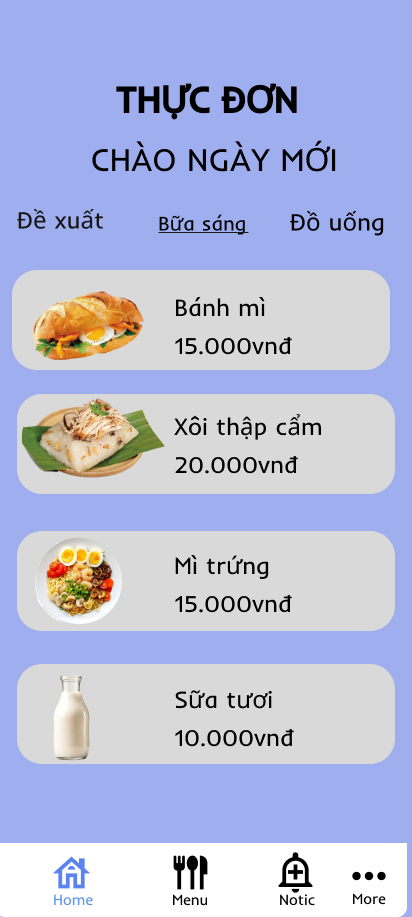 THỰC ĐƠN
CHÀO NGÀY MỚI
Đề xuất Bữa sáng Đồ uống
Bánh mì
15.000vnđ
Xôi thập cẩm
20.000vnđ
Mì trứng
15.000vnđ
Sữa tươi
10.000vnđ
Home Menu Notic More